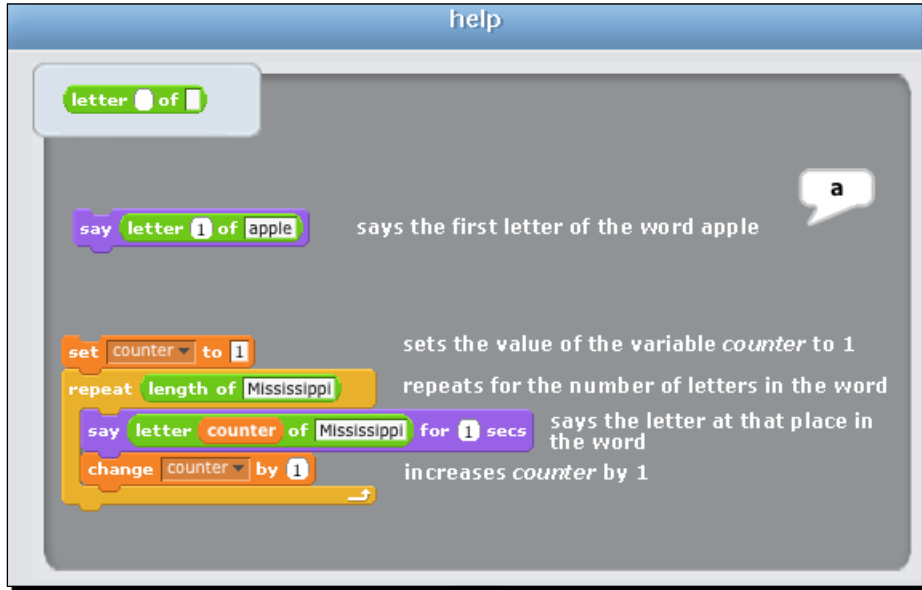 help
letter of
a
say letter 1 of apple
says the first letter of the word apple
set counter to 1
sets the value of the variable counter to 1
repeat length of Mississippi
repeats for the number of letters in the word
say letter counter of Mississippi for 1 secs
says the letter at that place in
the word
change counter by 1
increases counter by 1